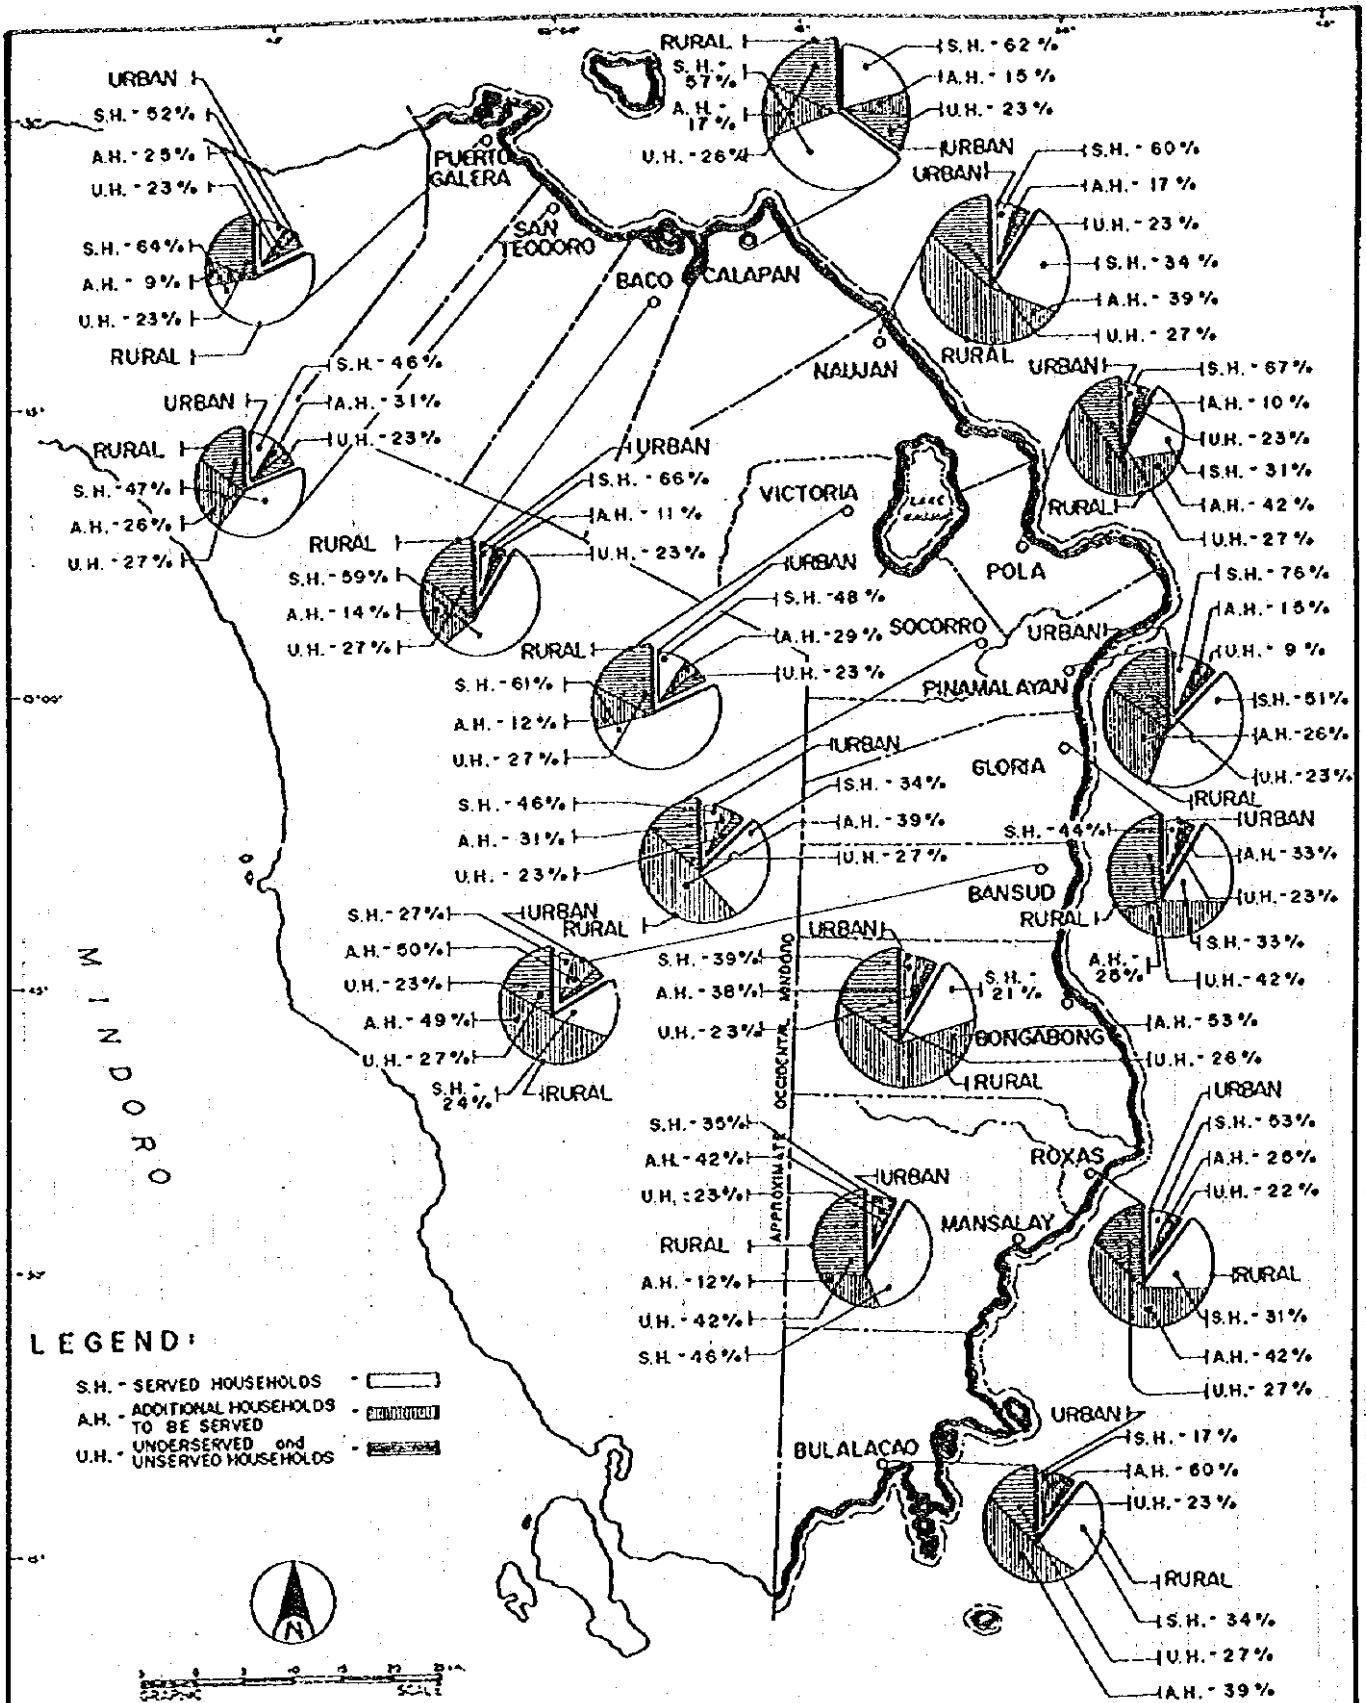 URBAN
S.H. - 52%
A.H. - 25%
U.H. - 23%
S.H. - 64%
A.H. - 9%
U.H. - 23%
RURAL
RURAL
S.H. - 57%
A.H. - 17%
U.H. - 26%
S.H. - 62%
A.H. - 15%
U.H. - 23%
URBAN
URBAN
S.H. - 60%
A.H. - 17%
U.H. - 23%
S.H. - 34%
A.H. - 39%
U.H. - 27%
RURAL
PUERTO
GALERA
SAN
TEODORO
BACO
CALAPAN
NAUJAN
URBAN
S.H. - 46%
A.H. - 31%
U.H. - 23%
RURAL
S.H. - 47%
A.H. - 26%
U.H. - 27%
URBAN
S.H. - 67%
A.H. - 10%
U.H. - 23%
S.H. - 31%
A.H. - 42%
U.H. - 27%
RURAL
URBAN
S.H. - 66%
A.H. - 11%
U.H. - 23%
RURAL
S.H. - 59%
A.H. - 14%
U.H. - 27%
VICTORIA
LAKE
POLA
URBAN
S.H. - 48%
A.H. - 29%
U.H. - 23%
RURAL
S.H. - 61%
A.H. - 12%
U.H. - 27%
SOCORRO
PINAMALAYAN
URBAN
S.H. - 76%
A.H. - 15%
U.H. - 9%
S.H. - 51%
A.H. - 26%
U.H. - 23%
RURAL
GLORIA
URBAN
S.H. - 46%
A.H. - 31%
U.H. - 23%
S.H. - 34%
A.H. - 39%
U.H. - 27%
RURAL
BANSUD
S.H. - 44%
URBAN
A.H. - 33%
U.H. - 23%
RURAL
S.H. - 33%
A.H. - 25%
U.H. - 42%
S.H. - 27%
URBAN
A.H. - 50%
U.H. - 23%
A.H. - 49%
U.H. - 27%
S.H. - 24%
RURAL
URBAN
S.H. - 39%
A.H. - 38%
U.H. - 23%
S.H. - 21%
BONGABONG
A.H. - 53%
U.H. - 26%
RURAL
MINDORO
APPROXIMATE OCCIDENTAL MINDORO
S.H. - 35%
A.H. - 42%
U.H. - 23%
URBAN
RURAL
A.H. - 12%
U.H. - 42%
S.H. - 46%
ROXAS
MANSALAY
URBAN
S.H. - 53%
A.H. - 25%
U.H. - 22%
RURAL
S.H. - 31%
A.H. - 42%
U.H. - 27%
BULALACAO
URBAN
S.H. - 17%
A.H. - 60%
U.H. - 23%
RURAL
S.H. - 34%
U.H. - 27%
A.H. - 39%
LEGEND:
S.H. - SERVED HOUSEHOLDS -
A.H. - ADDITIONAL HOUSEHOLDS TO BE SERVED -
U.H. - UNDERSERVED and UNSERVED HOUSEHOLDS -
N
GRAPHIC SCALE